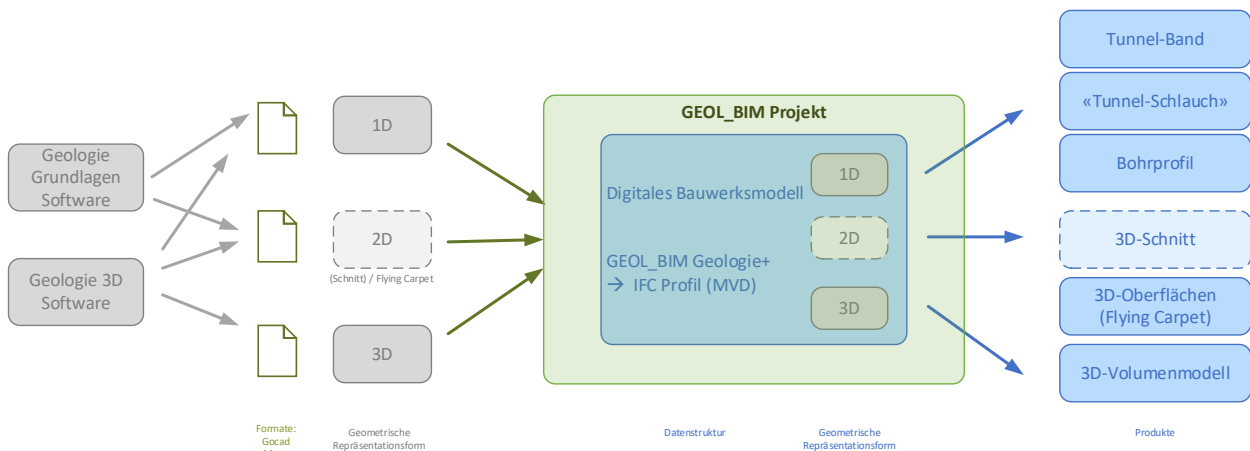 Geologie
Grundlagen
Software
Geologie 3D
Software
1D
2D
(Schnitt) / Flying Carpet
3D
GEOL_BIM Projekt
Digitales Bauwerksmodell
GEOL_BIM Geologie+
→ IFC Profil (MVD)
1D
2D
3D
Tunnel-Band
«Tunnel-Schlauch»
Bohrprofil
3D-Schnitt
3D-Oberflächen
(Flying Carpet)
3D-Volumenmodell
Formate:
Gocad
Geometrische
Repräsentationsform
Datenstruktur
Geometrische
Repräsentationsform
Produkte